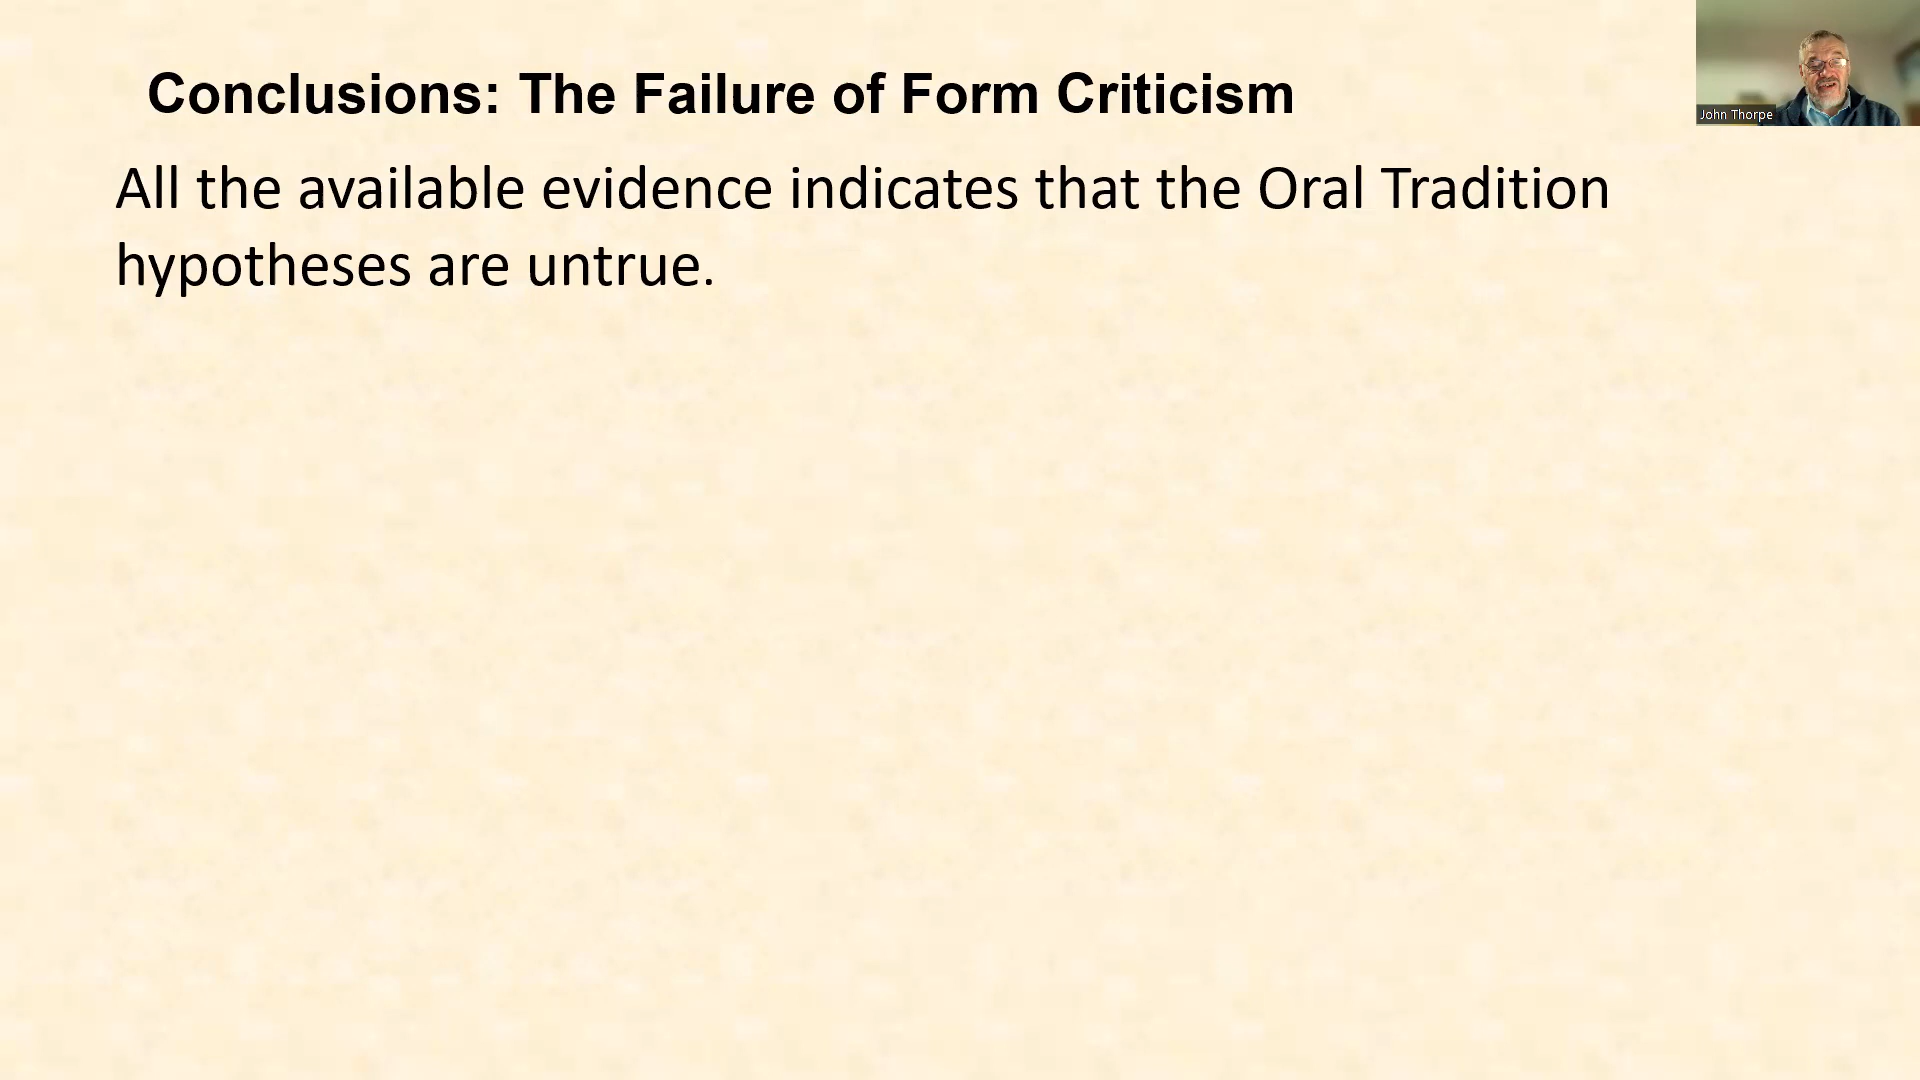 Conclusions: The Failure of Form Criticism
John Thorpe
All the available evidence indicates that the Oral Tradition
hypotheses are untrue.